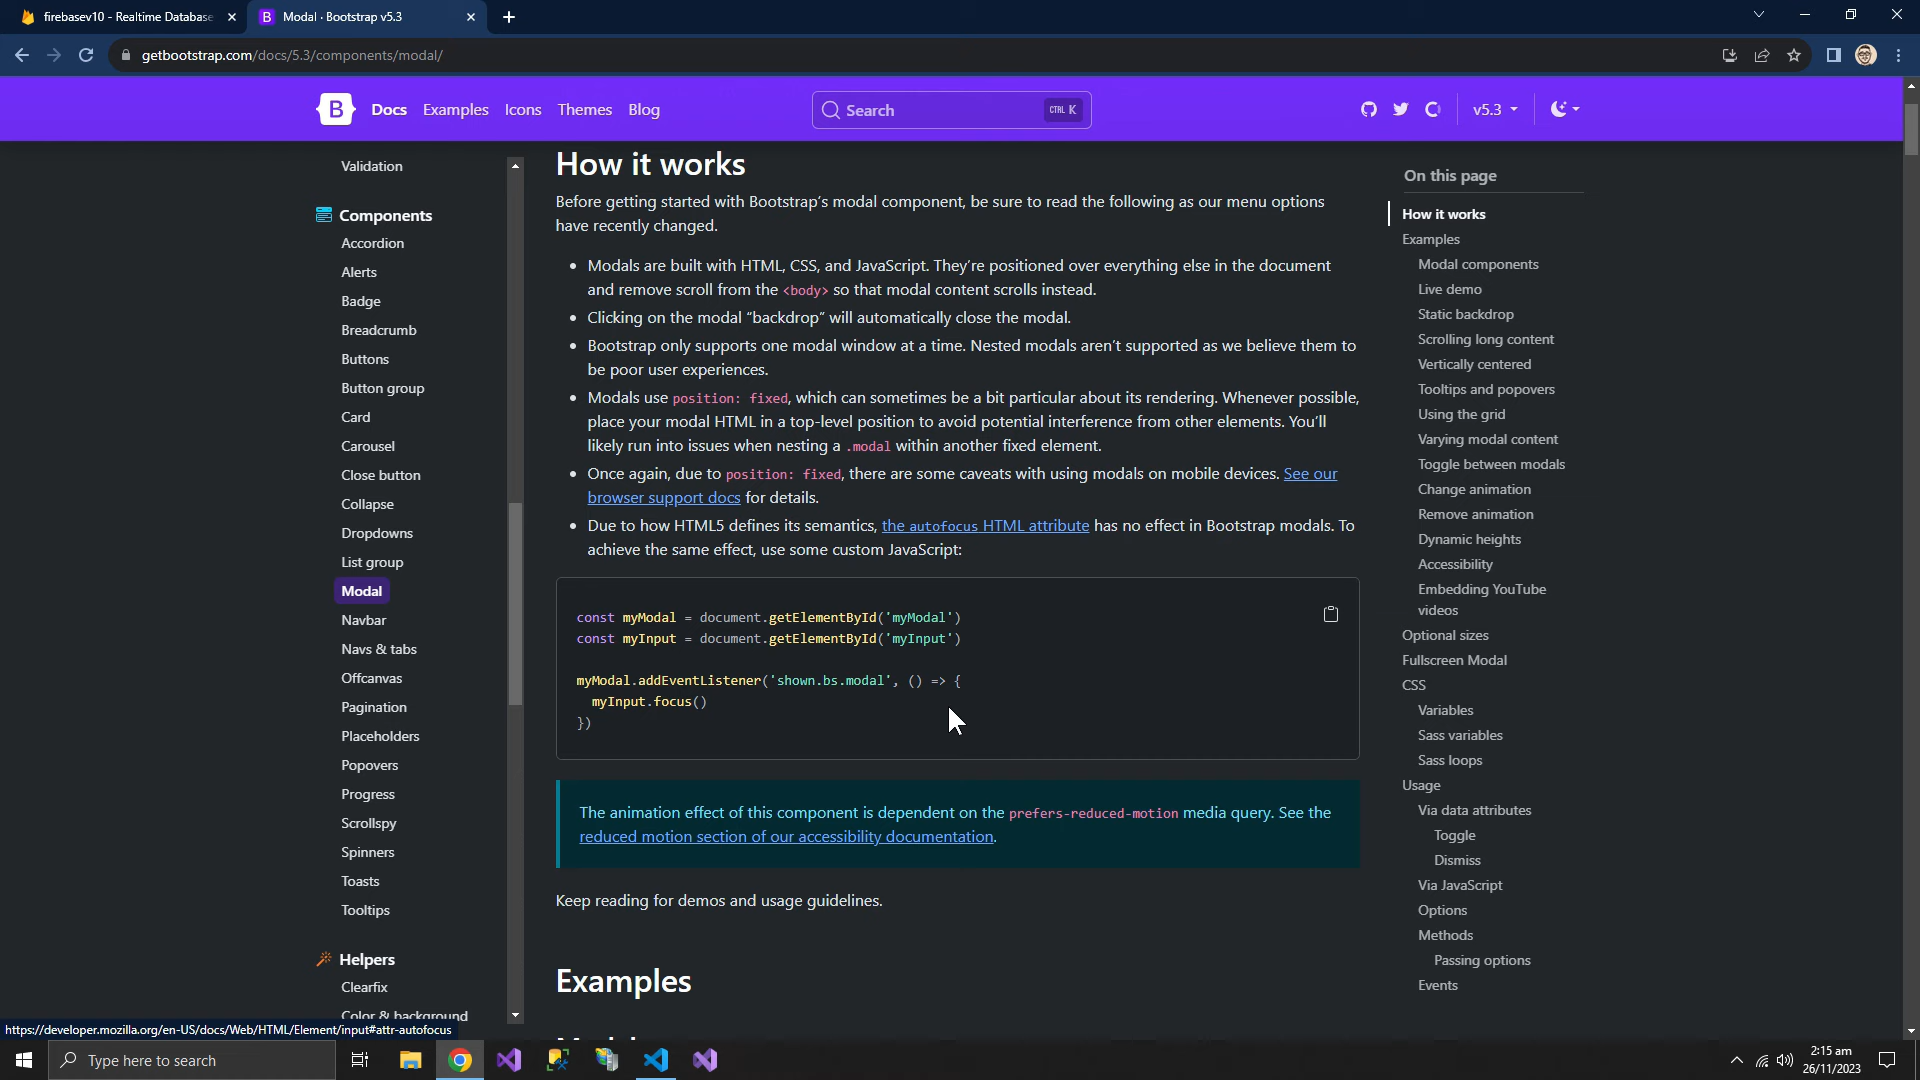 firebasev10 - Realtime Database
Modal · Bootstrap v5.3
getbootstrap.com/docs/5.3/components/modal/
B
Docs
Examples
Icons
Themes
Blog
Search
CTRL K
v5.3
Validation
Components
Accordion
Alerts
Badge
Breadcrumb
Buttons
Button group
Card
Carousel
Close button
Collapse
Dropdowns
List group
Modal
Navbar
Navs & tabs
Offcanvas
Pagination
Placeholders
Popovers
Progress
Scrollspy
Spinners
Toasts
Tooltips
Helpers
Clearfix
Color & background
How it works
Before getting started with Bootstrap’s modal component, be sure to read the following as our menu options
have recently changed.
• Modals are built with HTML, CSS, and JavaScript. They’re positioned over everything else in the document
and remove scroll from the <body> so that modal content scrolls instead.
• Clicking on the modal “backdrop” will automatically close the modal.
• Bootstrap only supports one modal window at a time. Nested modals aren’t supported as we believe them to
be poor user experiences.
• Modals use position: fixed, which can sometimes be a bit particular about its rendering. Whenever possible,
place your modal HTML in a top-level position to avoid potential interference from other elements. You’ll
likely run into issues when nesting a .modal within another fixed element.
• Once again, due to position: fixed, there are some caveats with using modals on mobile devices. See our
browser support docs for details.
• Due to how HTML5 defines its semantics, the autofocus HTML attribute has no effect in Bootstrap modals. To
achieve the same effect, use some custom JavaScript:
const myModal = document.getElementById('myModal')
const myInput = document.getElementById('myInput')
myModal.addEventListener('shown.bs.modal', () => {
myInput.focus()
})
The animation effect of this component is dependent on the prefers-reduced-motion media query. See the
reduced motion section of our accessibility documentation.
Keep reading for demos and usage guidelines.
Examples
On this page
How it works
Examples
Modal components
Live demo
Static backdrop
Scrolling long content
Vertically centered
Tooltips and popovers
Using the grid
Varying modal content
Toggle between modals
Change animation
Remove animation
Dynamic heights
Accessibility
Embedding YouTube
videos
Optional sizes
Fullscreen Modal
CSS
Variables
Sass variables
Sass loops
Usage
Via data attributes
Toggle
Dismiss
Via JavaScript
Options
Methods
Passing options
Events
https://developer.mozilla.org/en-US/docs/Web/HTML/Element/input#attr-autofocus
Type here to search
2:15 am
26/11/2023